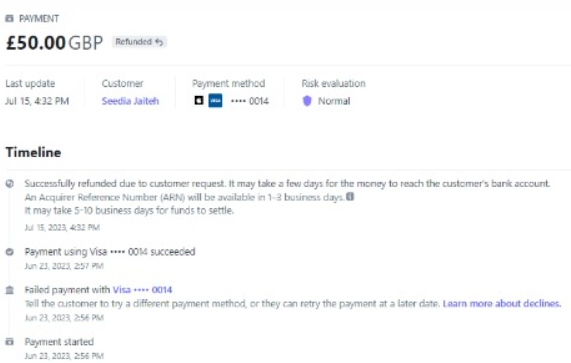 PAYMENT
£50.00 GBP Refunded
Last update Customer Payment method Risk evaluation
Jul 15, 4:32 PM Seedia Jaiteh VISA •••• 0014 Normal
Timeline
Successfully refunded due to customer request. It may take a few days for the money to reach the customer's bank account.
An Acquirer Reference Number (ARN) will be available in 1–3 business days.
It may take 5-10 business days for funds to settle.
Jul 15, 2023, 4:32 PM
Payment using Visa •••• 0014 succeeded
Jun 23, 2023, 2:57 PM
Failed payment with Visa •••• 0014
Tell the customer to try a different payment method, or they can retry the payment at a later date. Learn more about declines.
Jun 23, 2023, 2:56 PM
Payment started
Jun 23, 2023, 2:56 PM